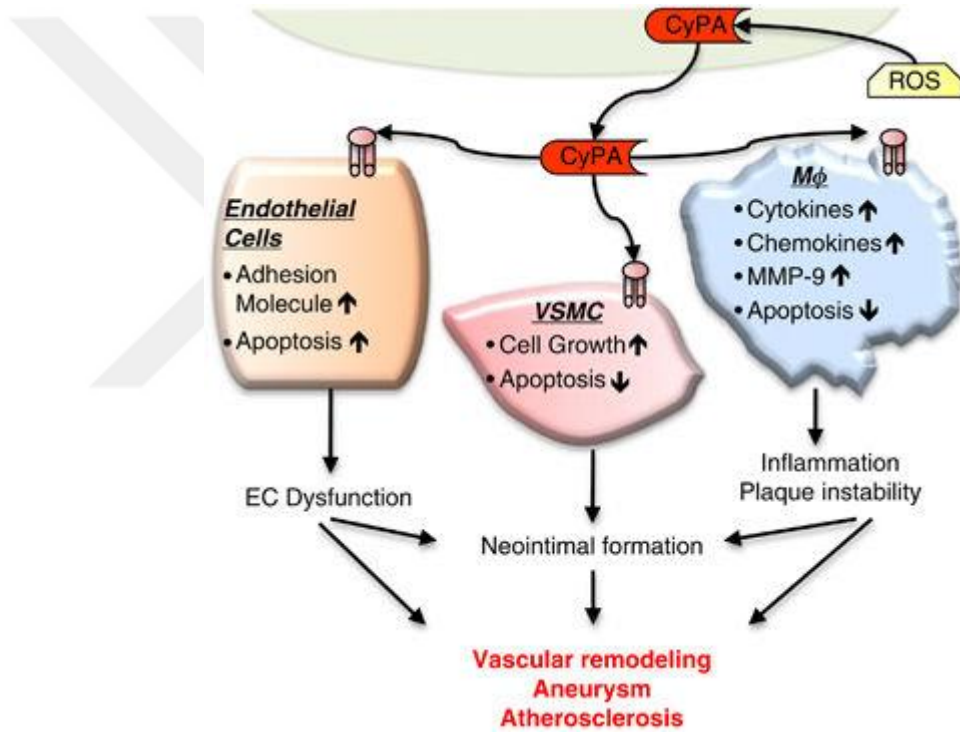 CyPA
ROS
CyPA
Endothelial
Cells
• Adhesion
Molecule ↑
• Apoptosis ↑
VSMC
• Cell Growth ↑
• Apoptosis ↓
Mϕ
• Cytokines ↑
• Chemokines ↑
• MMP-9 ↑
• Apoptosis ↓
EC Dysfunction
Inflammation
Plaque instability
Neointimal formation
Vascular remodeling
Aneurysm
Atherosclerosis